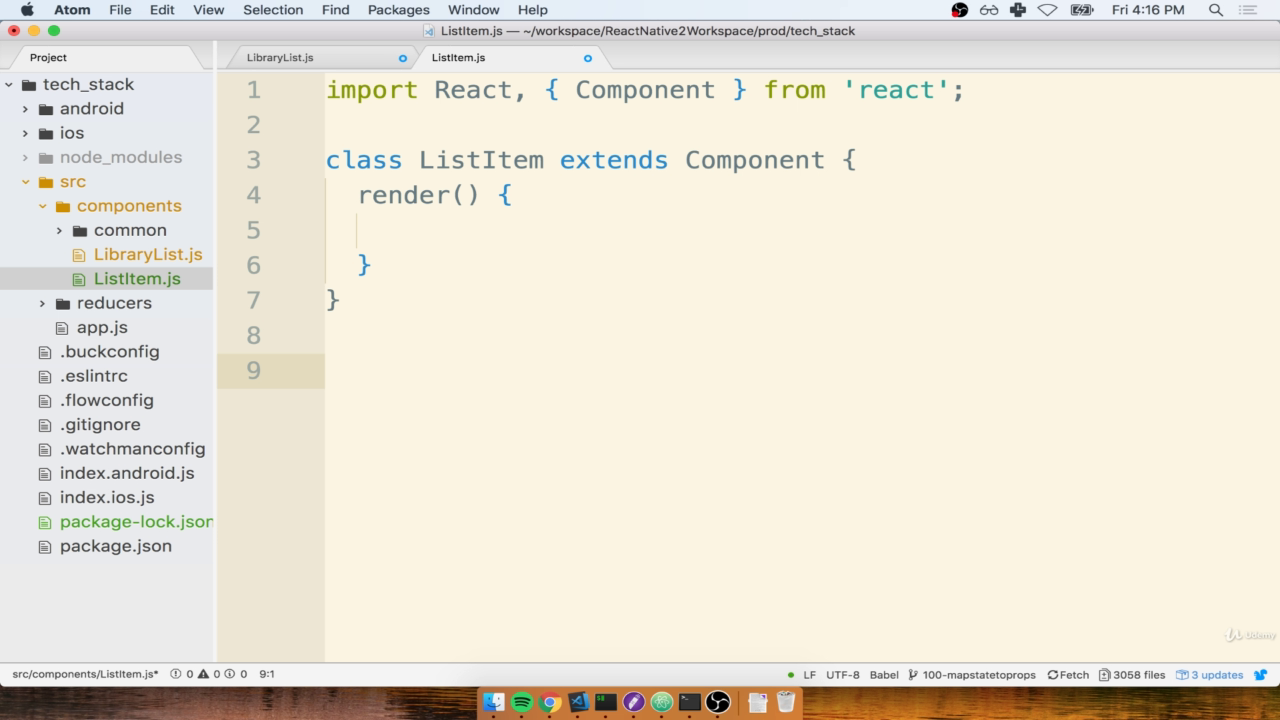 Atom File Edit View Selection Find Packages Window Help Fri 4:16 PM
ListItem.js — ~/workspace/ReactNative2Workspace/prod/tech_stack
Project
LibraryList.js
ListItem.js
tech_stack
android
ios
node_modules
src
components
common
LibraryList.js
ListItem.js
reducers
app.js
.buckconfig
.eslintrc
.flowconfig
.gitignore
.watchmanconfig
index.android.js
index.ios.js
package-lock.json
package.json
1 import React, { Component } from 'react';
2
3 class ListItem extends Component {
4 render() {
5
6 }
7 }
8
9
Udemy
src/components/ListItem.js* 0 0 0 9:1 LF UTF-8 Babel 100-mapstatetoprops Fetch 3058 files 3 updates